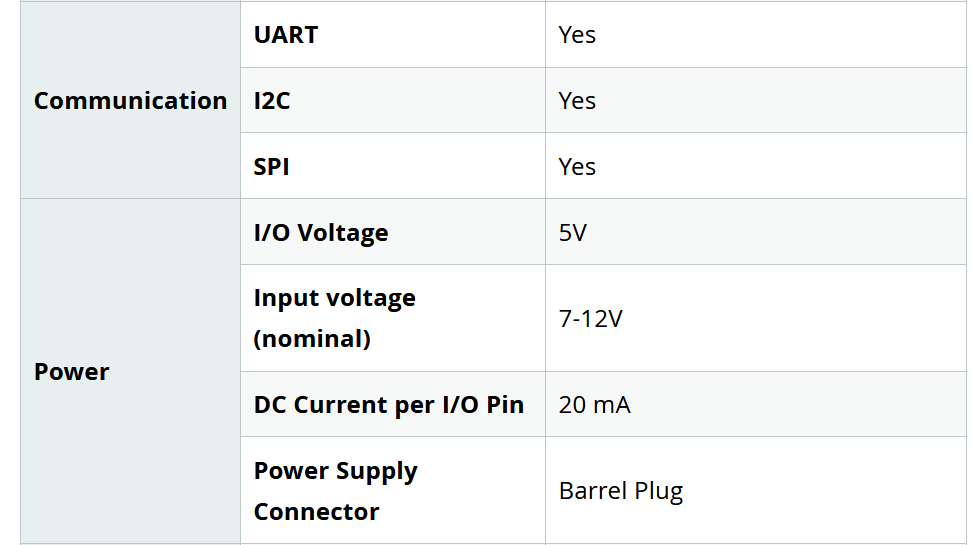 Communication
UART
Yes
I2C
Yes
SPI
Yes
Power
I/O Voltage
5V
Input voltage
(nominal)
7-12V
DC Current per I/O Pin
20 mA
Power Supply
Connector
Barrel Plug